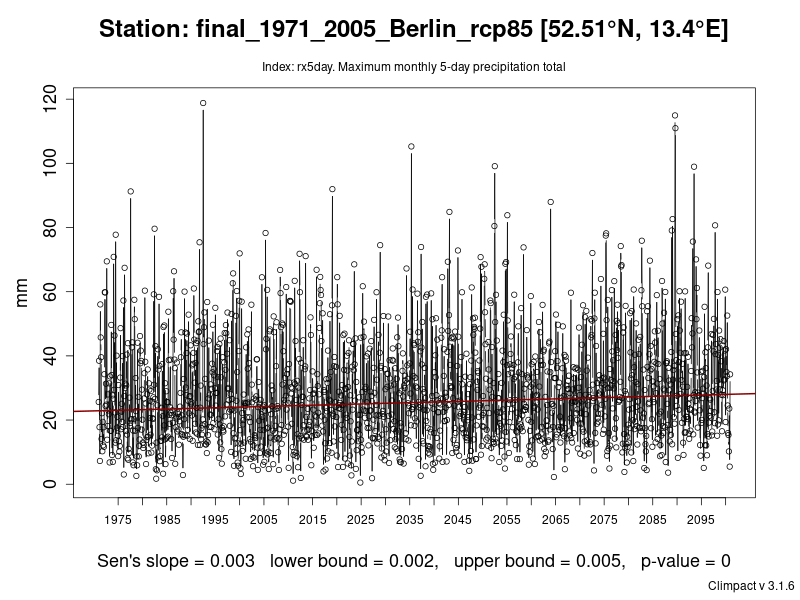 Station: final_1971_2005_Berlin_rcp85 [52.51°N, 13.4°E]
Index: rx5day. Maximum monthly 5-day precipitation total
120
100
80
60
40
20
0
mm
1975 1985 1995 2005 2015 2025 2035 2045 2055 2065 2075 2085 2095
Sen's slope = 0.003 lower bound = 0.002, upper bound = 0.005, p-value = 0
Climpact v 3.1.6